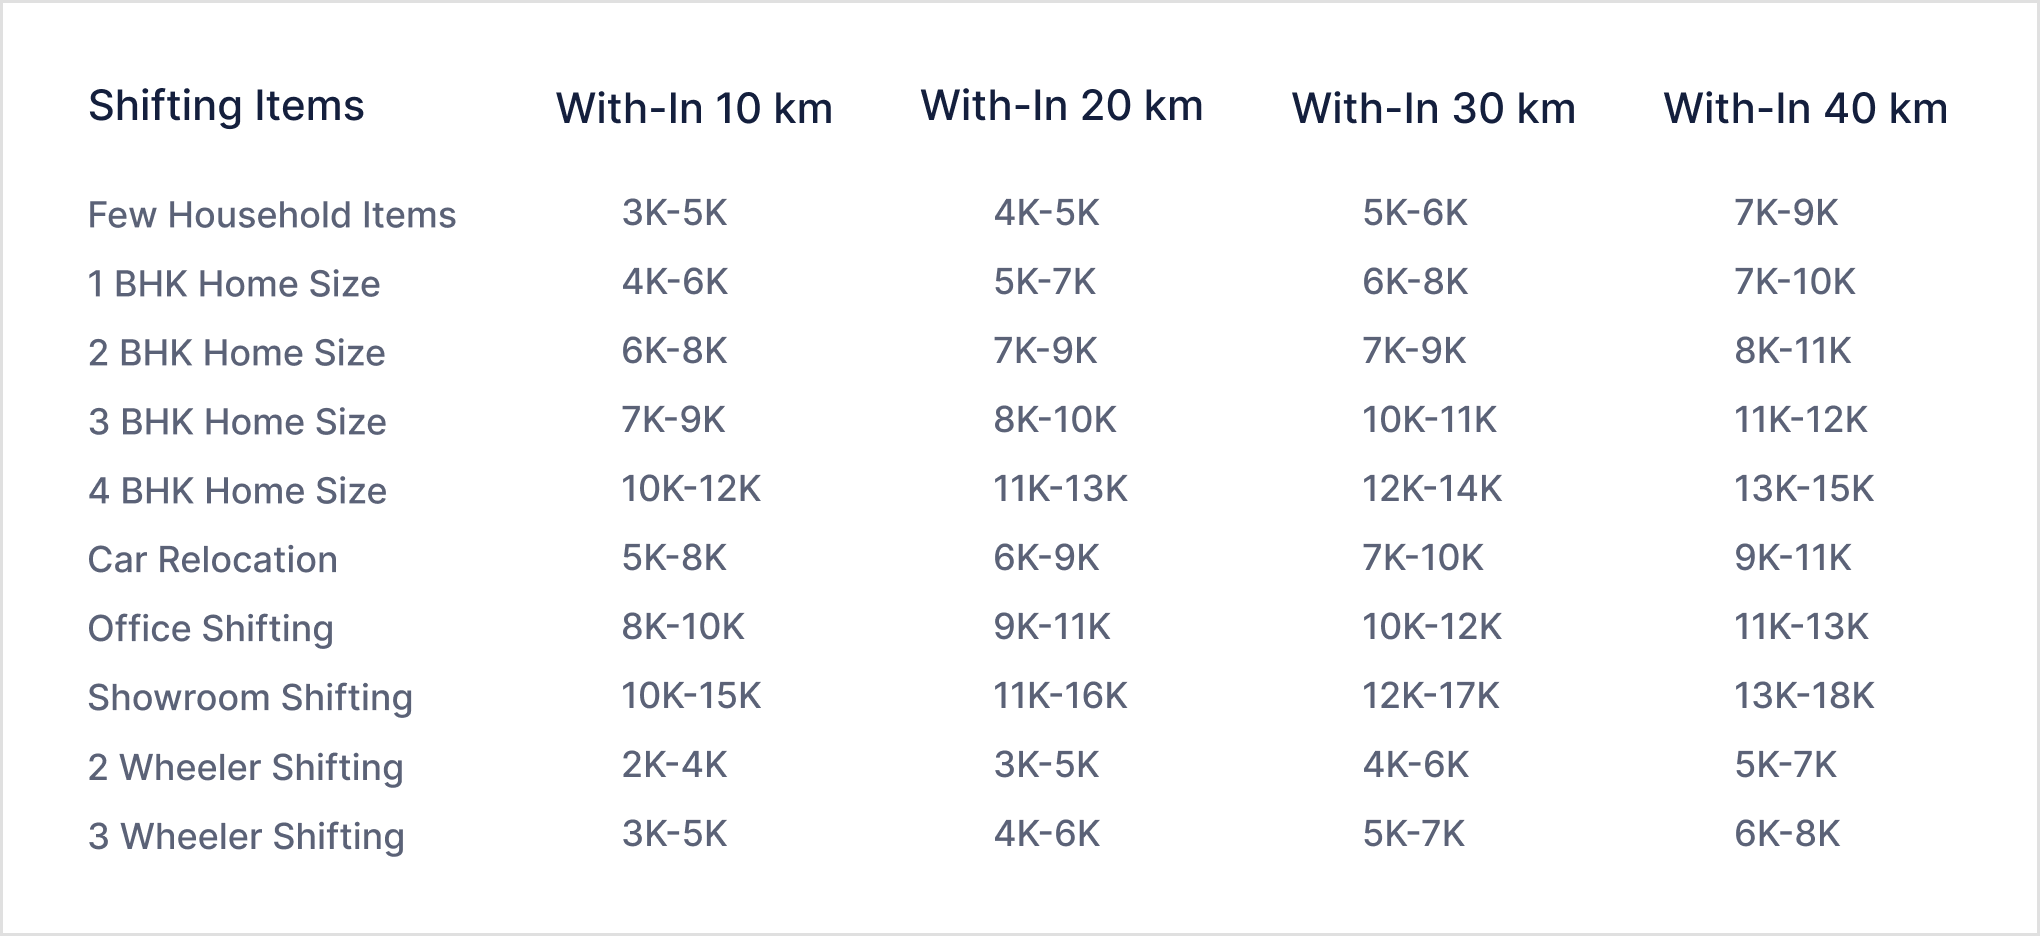 Shifting Items With-In 10 km With-In 20 km With-In 30 km With-In 40 km
Few Household Items 3K-5K 4K-5K 5K-6K 7K-9K
1 BHK Home Size 4K-6K 5K-7K 6K-8K 7K-10K
2 BHK Home Size 6K-8K 7K-9K 7K-9K 8K-11K
3 BHK Home Size 7K-9K 8K-10K 10K-11K 11K-12K
4 BHK Home Size 10K-12K 11K-13K 12K-14K 13K-15K
Car Relocation 5K-8K 6K-9K 7K-10K 9K-11K
Office Shifting 8K-10K 9K-11K 10K-12K 11K-13K
Showroom Shifting 10K-15K 11K-16K 12K-17K 13K-18K
2 Wheeler Shifting 2K-4K 3K-5K 4K-6K 5K-7K
3 Wheeler Shifting 3K-5K 4K-6K 5K-7K 6K-8K